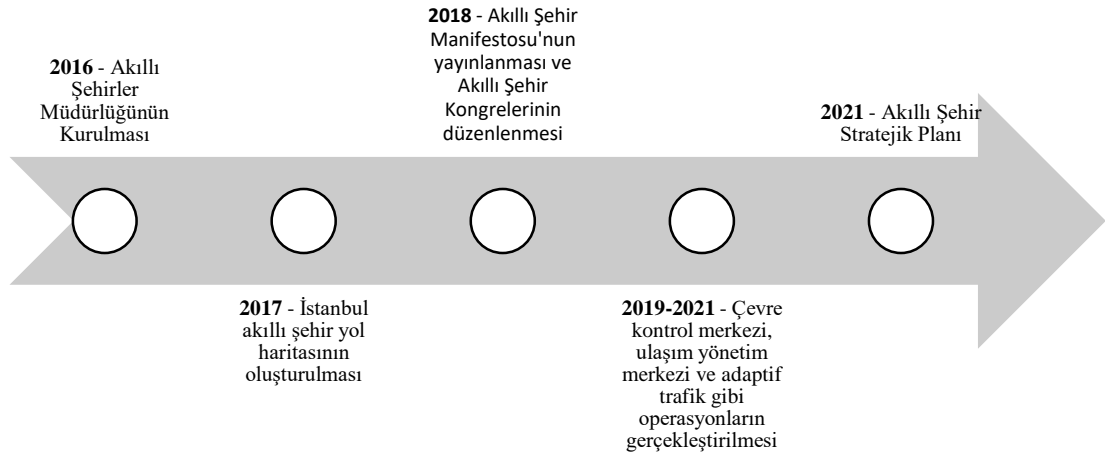 2016 - Akıllı
Şehirler
Müdürlüğünün
Kurulması
2017 - İstanbul
akıllı şehir yol
haritasının
oluşturulması
2018 - Akıllı Şehir
Manifestosu'nun
yayınlanması ve
Akıllı Şehir
Kongrelerinin
düzenlenmesi
2019-2021 - Çevre
kontrol merkezi,
ulaşım yönetim
merkezi ve adaptif
trafik gibi
operasyonların
gerçekleştirilmesi
2021 - Akıllı Şehir
Stratejik Planı